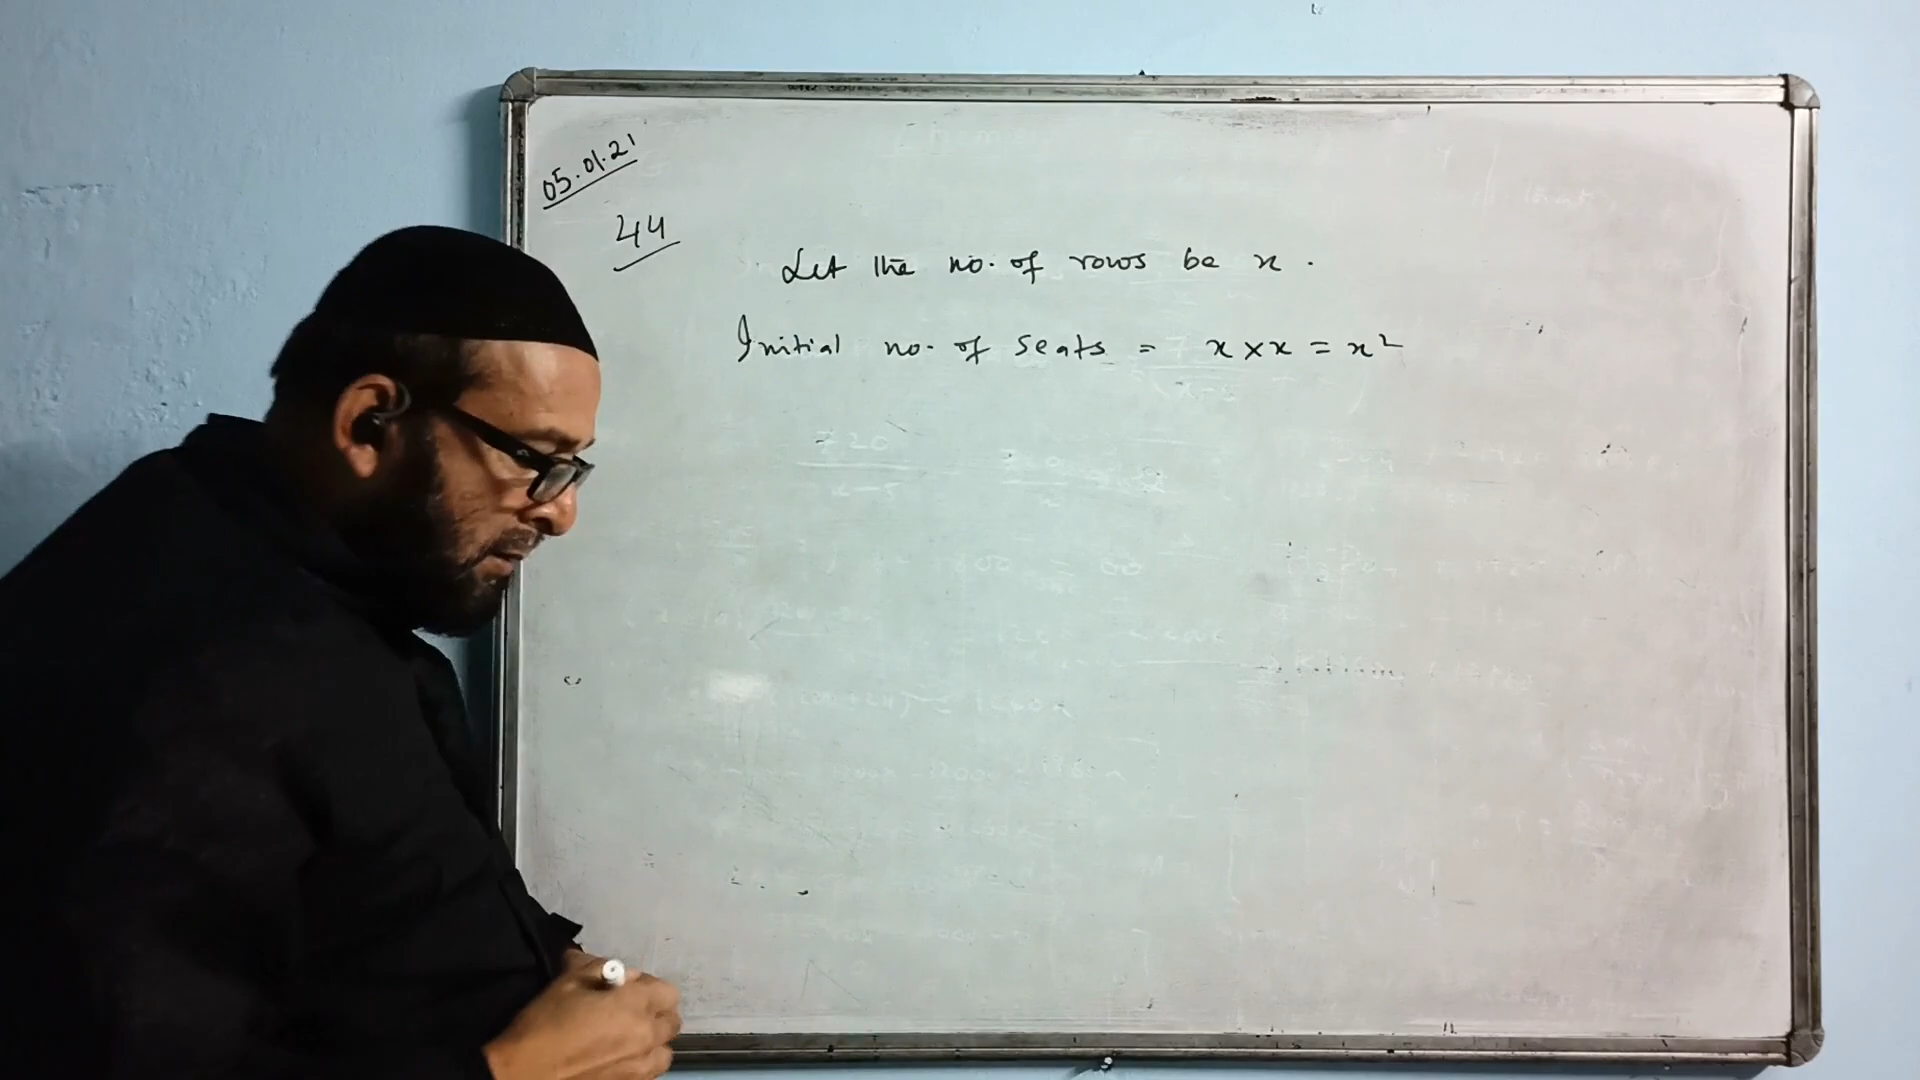 05.01.21
44
Let the no. of rows be x.
Initial no. of seats = x × x = x²